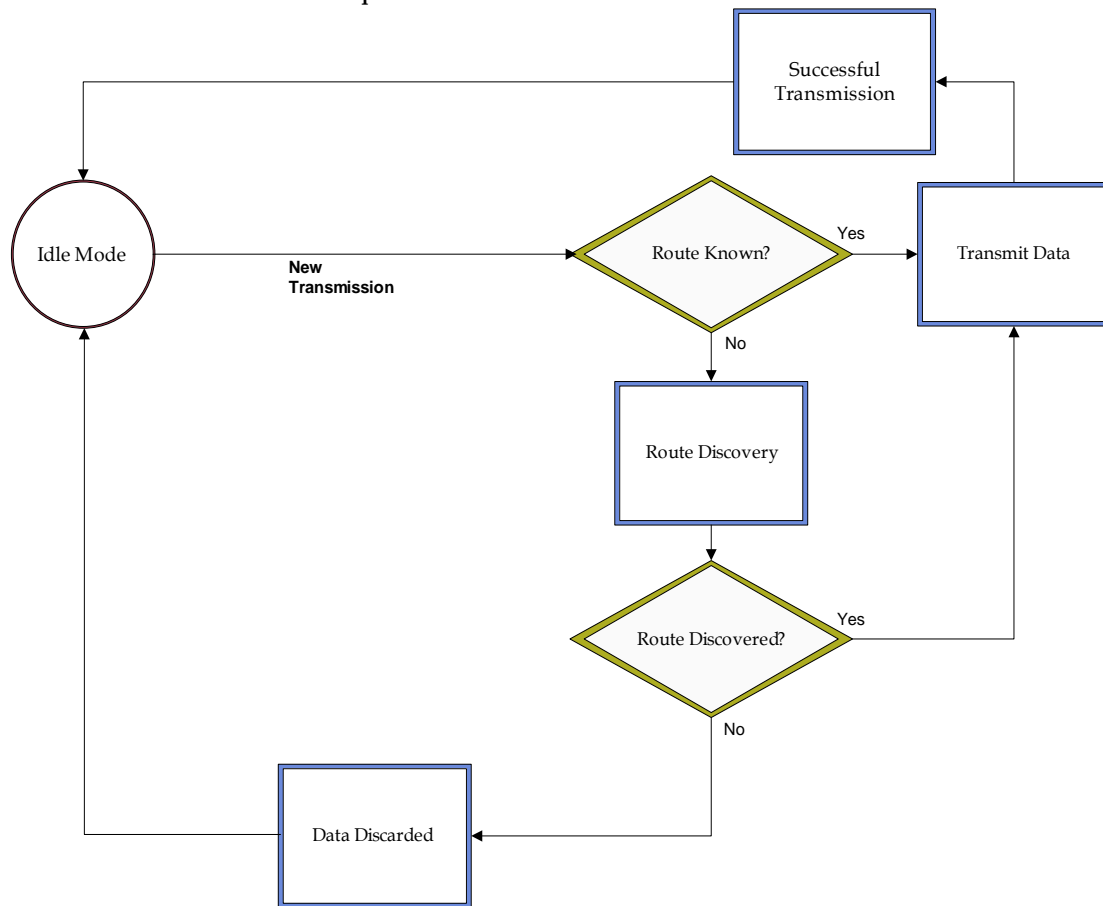 Successful
Transmission
Idle Mode
New
Transmission
Route Known?
Yes
Transmit Data
No
Route Discovery
Route Discovered?
Yes
No
Data Discarded